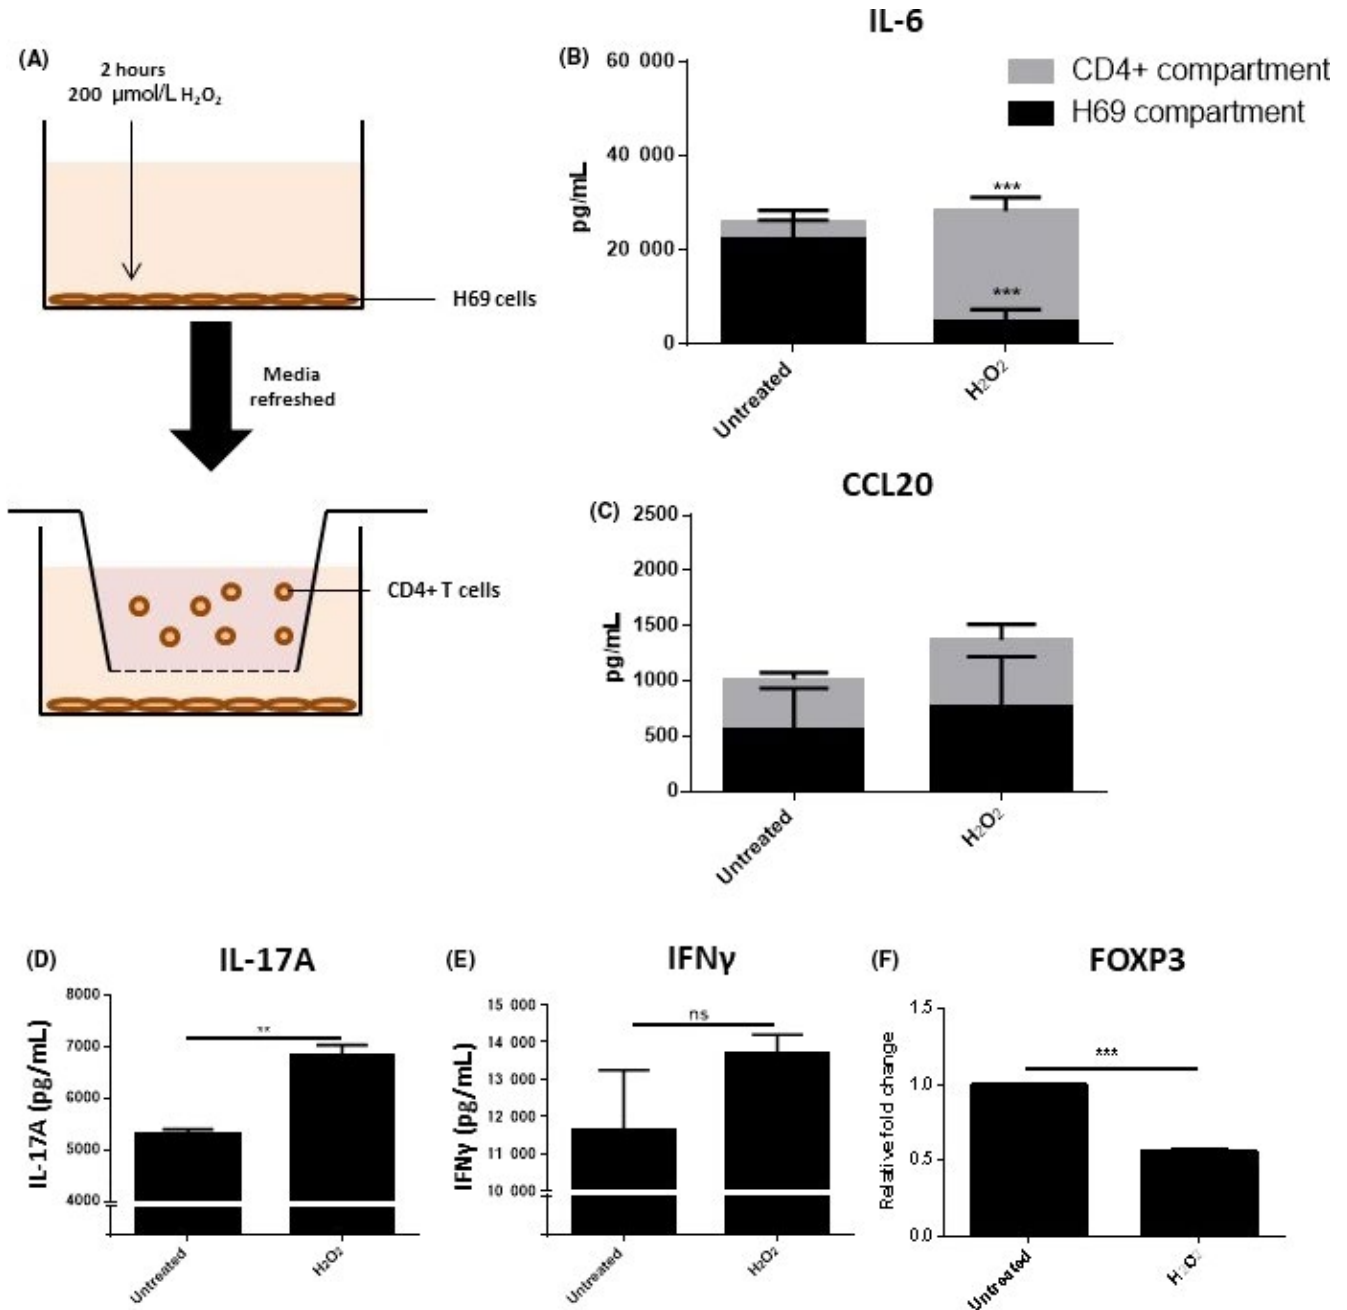 (A)
2 hours
200 μmol/L H₂O₂
H69 cells
Media
refreshed
CD4+ T cells
IL-6
(B)
60 000
40 000
20 000
0
pg/mL
CD4+ compartment
H69 compartment
***
***
Untreated
H₂O₂
CCL20
(C)
2500
2000
1500
1000
500
0
pg/mL
Untreated
H₂O₂
(D)
IL-17A
8000
7000
6000
5000
4000
IL-17A (pg/mL)
**
Untreated
H₂O₂
(E)
IFNγ
15 000
14 000
13 000
12 000
11 000
10 000
IFNγ (pg/mL)
ns
Untreated
H₂O₂
(F)
FOXP3
1.5
1.0
0.5
0.0
Relative fold change
***
Untreated
H₂O₂